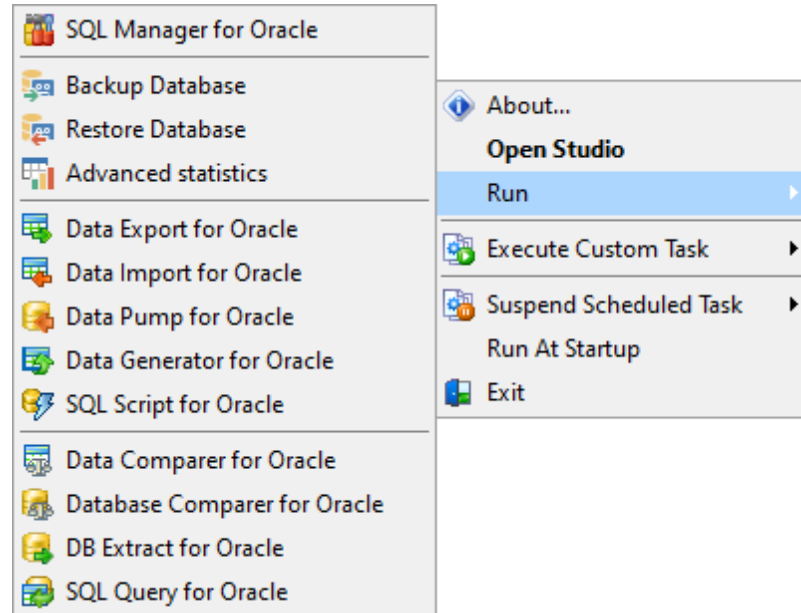 SQL Manager for Oracle
Backup Database
Restore Database
Advanced statistics
Data Export for Oracle
Data Import for Oracle
Data Pump for Oracle
Data Generator for Oracle
SQL Script for Oracle
Data Comparer for Oracle
Database Comparer for Oracle
DB Extract for Oracle
SQL Query for Oracle
About...
Open Studio
Run
Execute Custom Task
Suspend Scheduled Task
Run At Startup
Exit